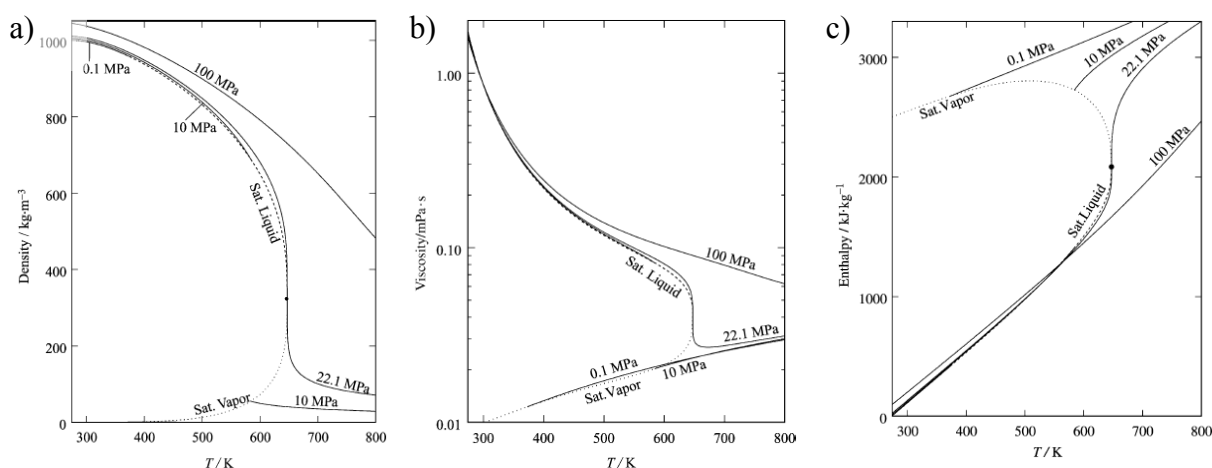 a)
Density / kg·m⁻³
1000
800
600
400
200
0
0.1 MPa
10 MPa
100 MPa
Sat. Liquid
Sat. Vapor
22.1 MPa
10 MPa
300 400 500 600 700 800
T / K
b)
Viscosity/mPa·s
1.00
0.10
0.01
100 MPa
Sat. Liquid
22.1 MPa
0.1 MPa
10 MPa
Sat. Vapor
300 400 500 600 700 800
T / K
c)
Enthalpy / kJ·kg⁻¹
3000
2000
1000
0
0.1 MPa
10 MPa
22.1 MPa
Sat. Vapor
100 MPa
Sat.Liquid
300 400 500 600 700 800
T / K